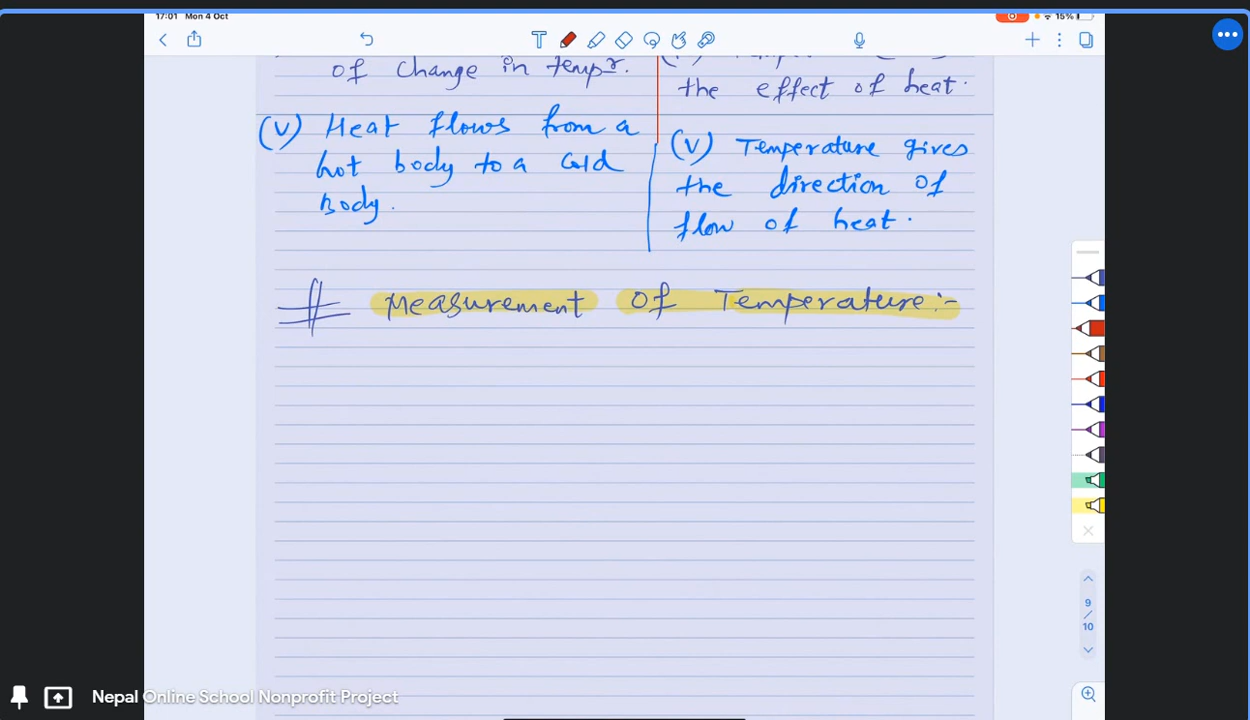 17:01 Mon 4 Oct
15%
of change in tempr.
the effect of heat.
(v) Heat flows from a
hot body to a cold
body.
(v) Temperature gives
the direction of
flow of heat.
# Measurement of Temperature:-
9
/
10
Nepal Online School Nonprofit Project